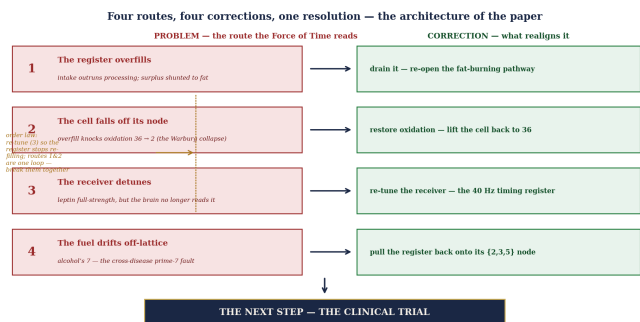 Four routes, four corrections, one resolution — the architecture of the paper
PROBLEM — the route the Force of Time reads
CORRECTION — what realigns it
1
The register overfills
intake outruns processing; surplus shunted to fat
drain it — re-open the fat-burning pathway
2
The cell falls off its node
overfill knocks oxidation 36 → 2 (the Warburg collapse)
restore oxidation — lift the cell back to 36
order law:
re-tune (3) so the
register stops re-
filling; routes 1&2
are one loop —
break them together
3
The receiver detunes
leptin full-strength, but the brain no longer reads it
re-tune the receiver — the 40 Hz timing register
4
The fuel drifts off-lattice
alcohol's 7 — the cross-disease prime-7 fault
pull the register back onto its {2,3,5} node
THE NEXT STEP — THE CLINICAL TRIAL